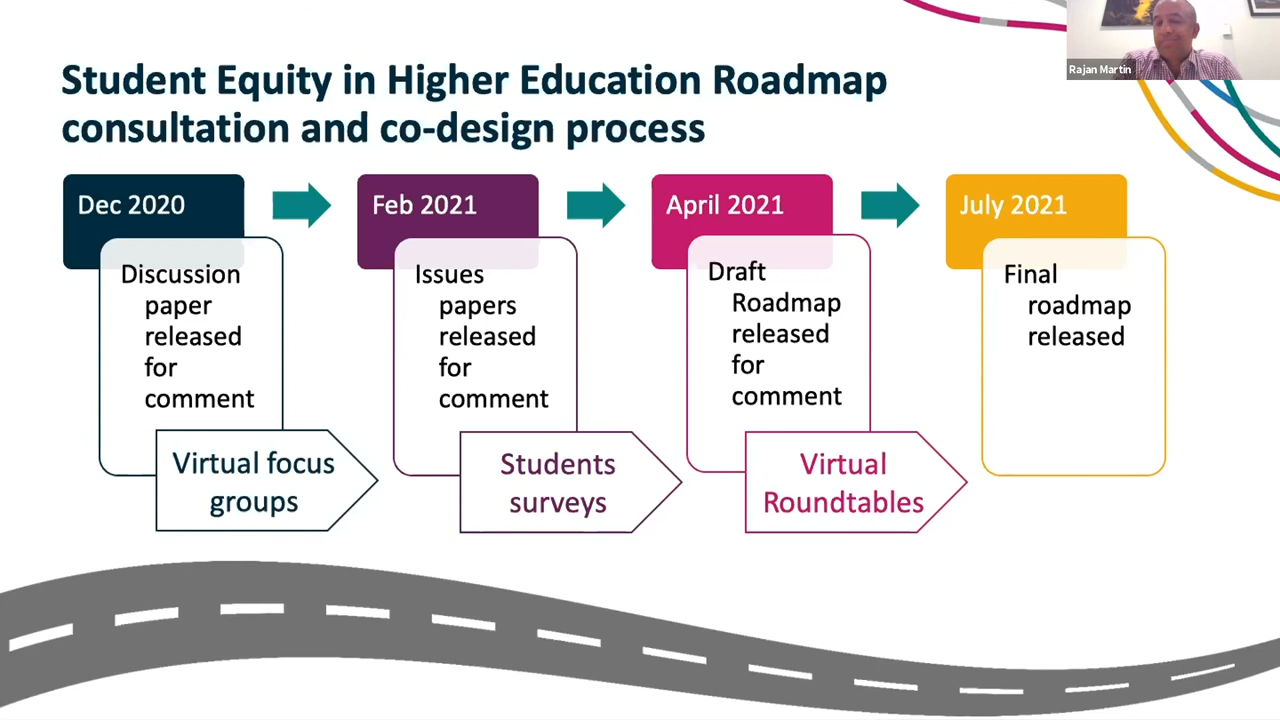 Rajan Martin
Student Equity in Higher Education Roadmap
consultation and co-design process
Dec 2020
Discussion
paper
released
for
comment
Virtual focus
groups
Feb 2021
Issues
papers
released
for
comment
Students
surveys
April 2021
Draft
Roadmap
released
for
comment
Virtual
Roundtables
July 2021
Final
roadmap
released